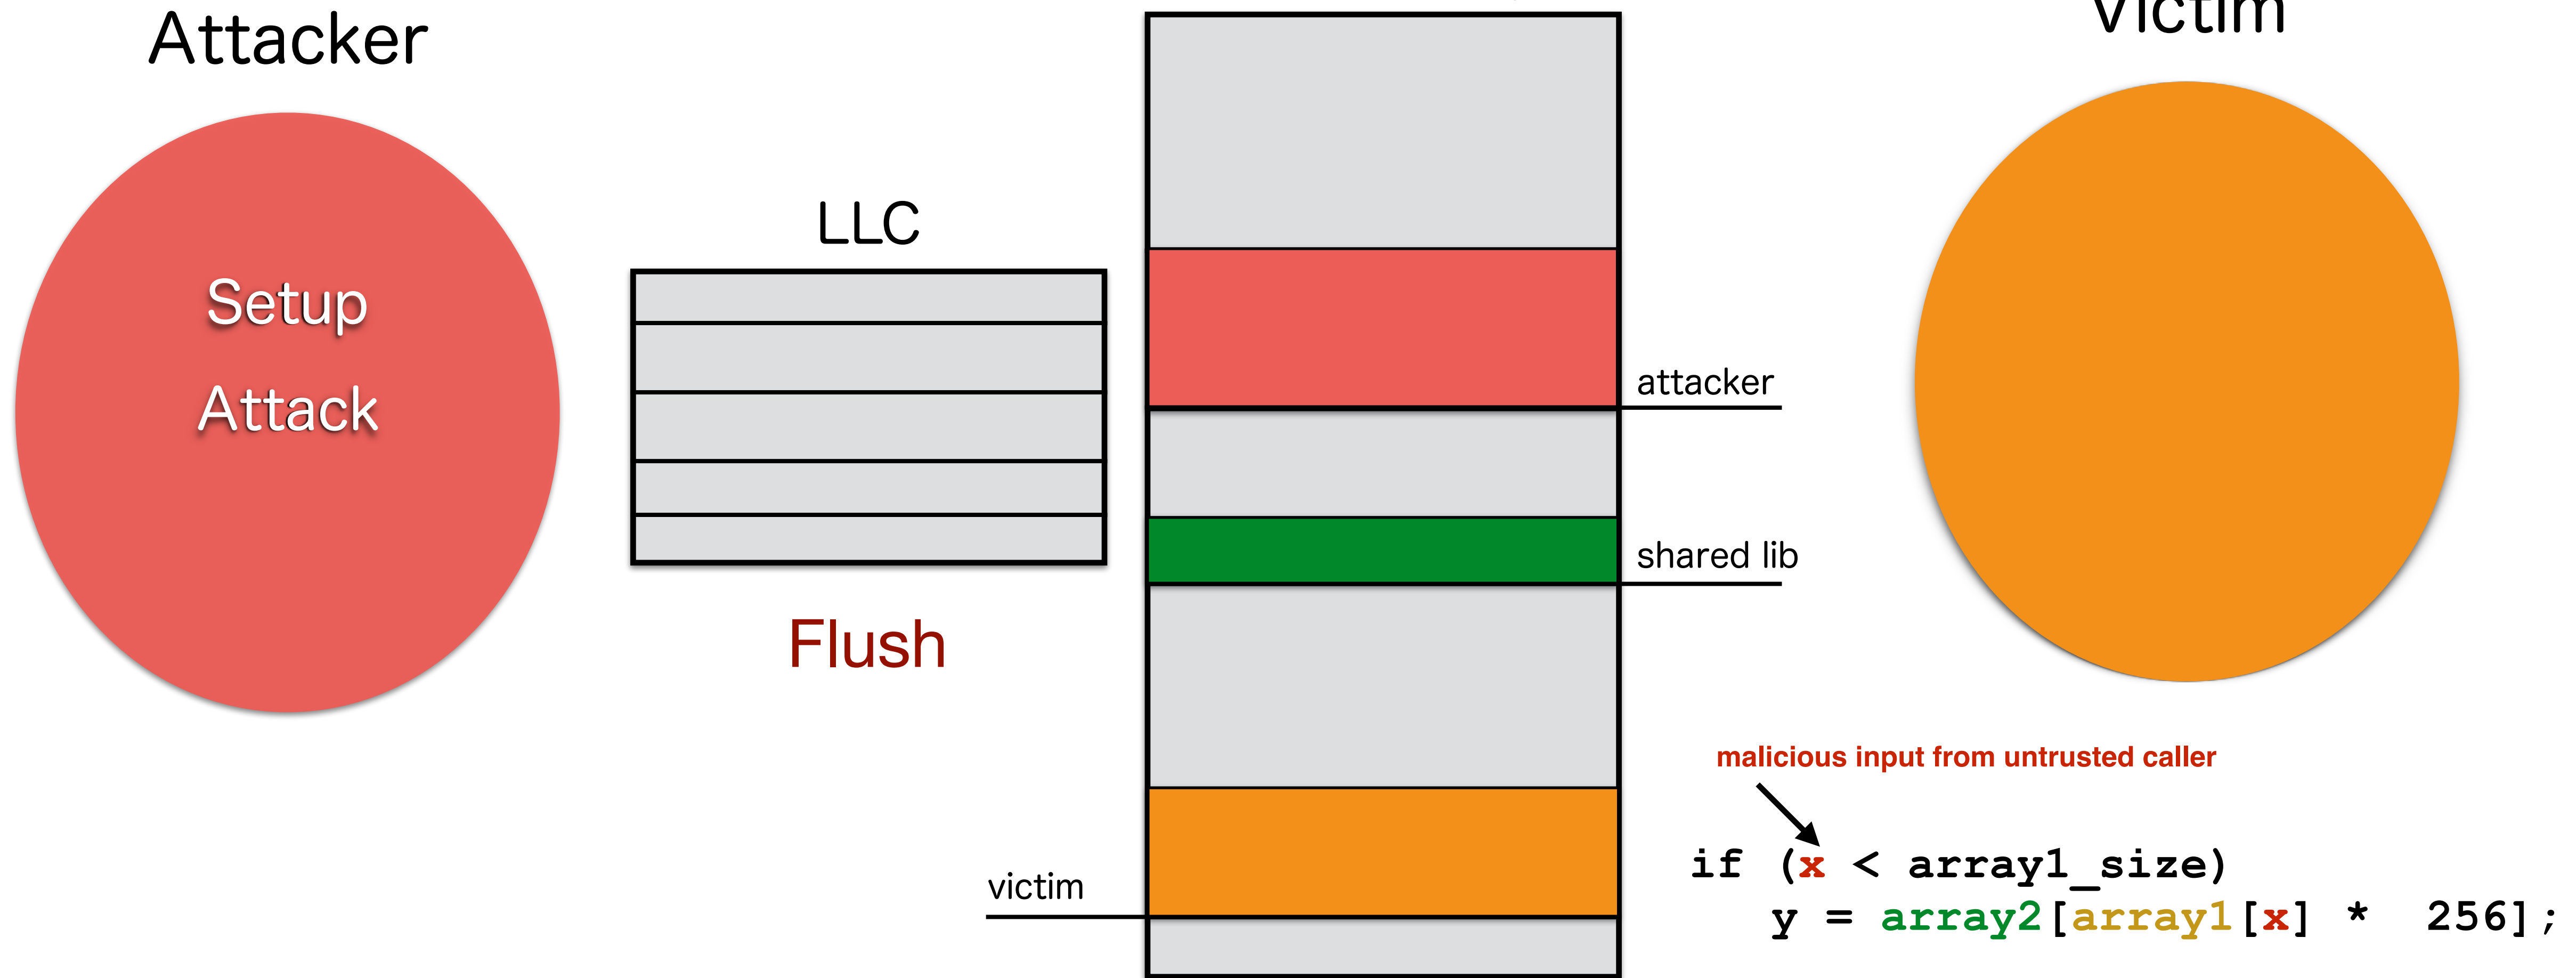 Attacker
Victim
Setup
Attack
LLC
Flush
attacker
shared lib
victim
malicious input from untrusted caller
if (x < array1_size)
y = array2[array1[x] * 256];